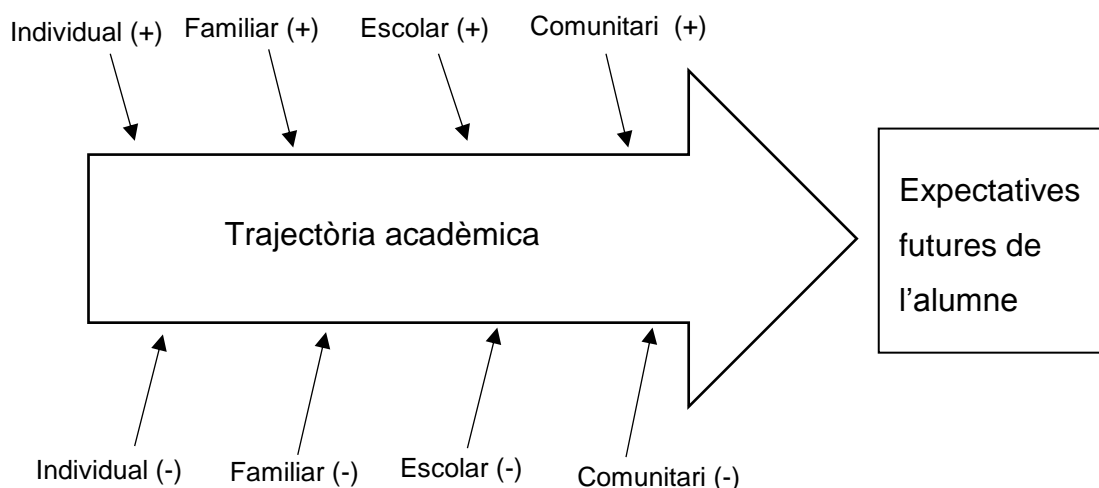 Individual (+)
Familiar (+)
Escolar (+)
Comunitari (+)
Trajectòria acadèmica
Expectatives
futures de
l’alumne
Individual (-)
Familiar (-)
Escolar (-)
Comunitari (-)